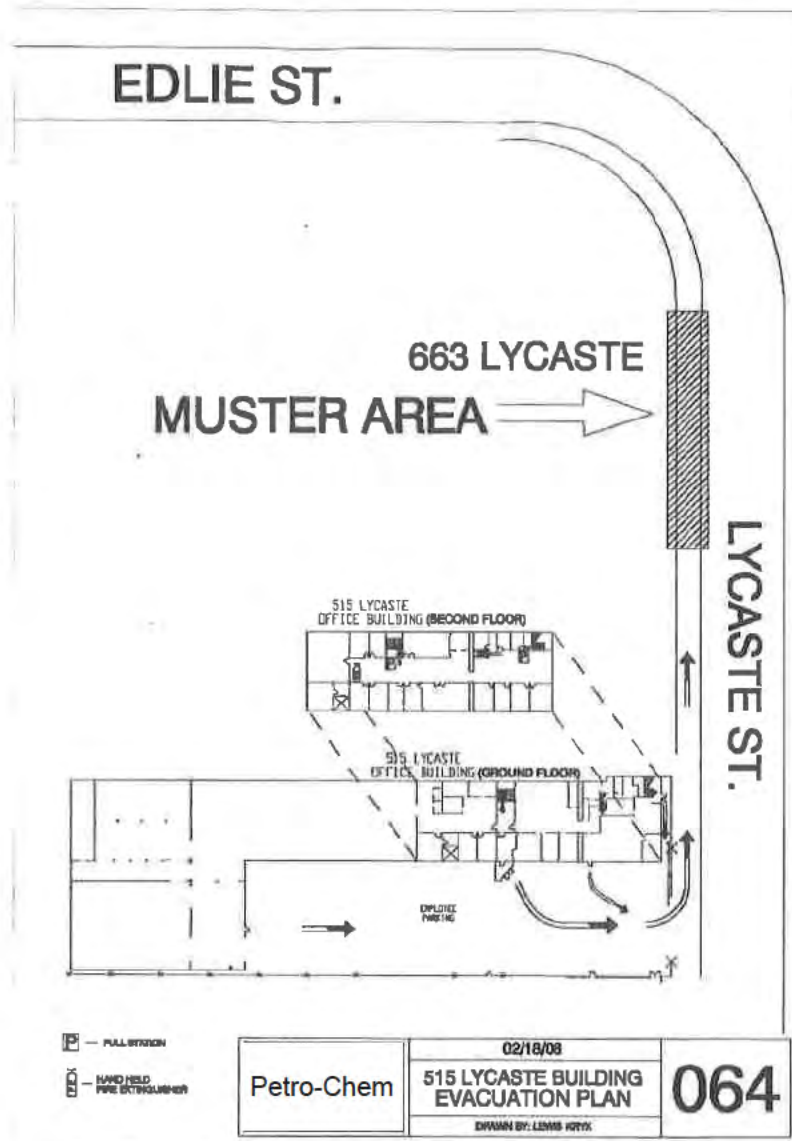 EDLIE ST.
663 LYCASTE
MUSTER AREA
LYCASTE ST.
515 LYCASTE
OFFICE BUILDING (SECOND FLOOR)
515 LYCASTE
OFFICE BUILDING (GROUND FLOOR)
EMPLOYEE
PARKING
P — PULL STATION
— HAND HELD
FIRE EXTINGUISHER
Petro-Chem
02/18/08
515 LYCASTE BUILDING
EVACUATION PLAN
DRAWN BY: LEWIS
064